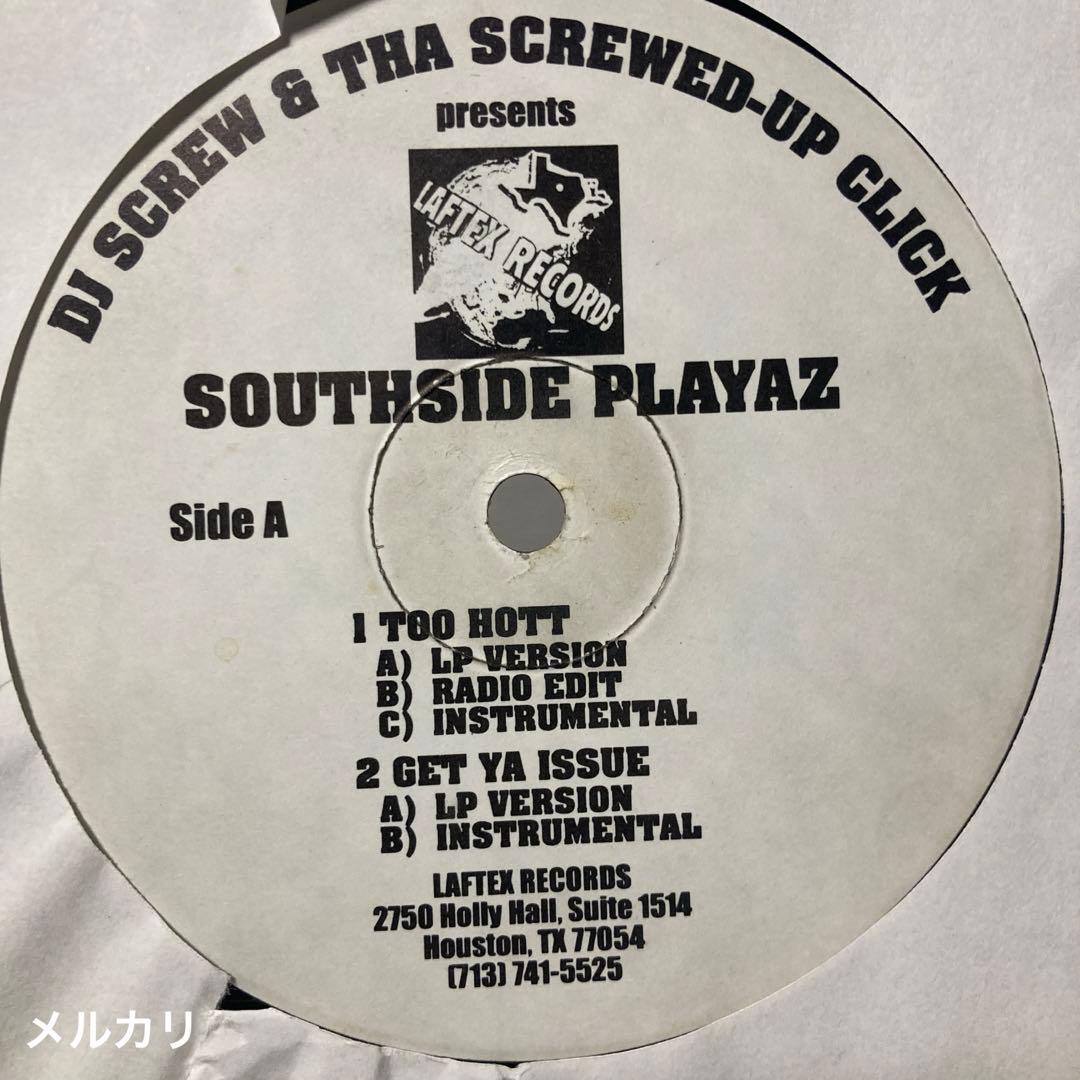 DJ SCREW & THA SCREWED-UP CLICK
presents
LAFTEX RECORDS
SOUTHSIDE PLAYAZ
Side A
1 TOO HOTT
A) LP VERSION
B) RADIO EDIT
C) INSTRUMENTAL
2 GET YA ISSUE
A) LP VERSION
B) INSTRUMENTAL
LAFTEX RECORDS
2750 Holly Hall, Suite 1514
Houston, TX 77054
(713) 741-5525
メルカリ